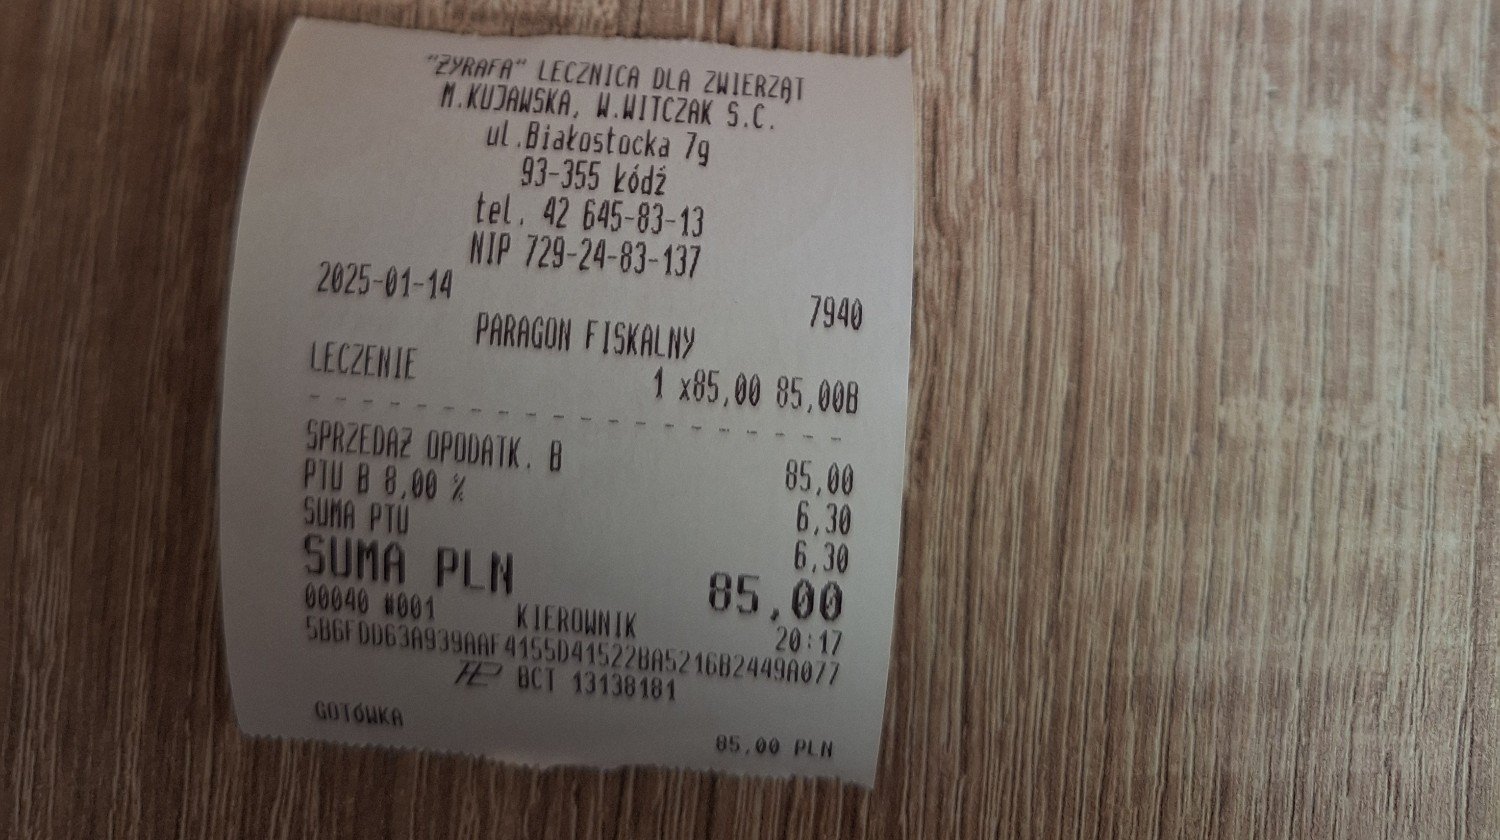 "ŻYRAFA" LECZNICA DLA ZWIERZĄT
M.KUJAWSKA, W.WITCZAK S.C.
ul.Białostocka 7g
93-355 Łódź
tel. 42 645-83-13
NIP 729-24-83-137
2025-01-14 7940
PARAGON FISKALNY
LECZENIE 1 x85,00 85,00B
SPRZEDAŻ OPODATK. B 85,00
PTU B 8,00 % 6,30
SUMA PTU 6,30
SUMA PLN 85,00
00040 #001 KIEROWNIK 20:17
5B6FDD63A939AAF4155D41522BA5216B2449A077
BCT 13138181
GOTÓWKA 85,00 PLN